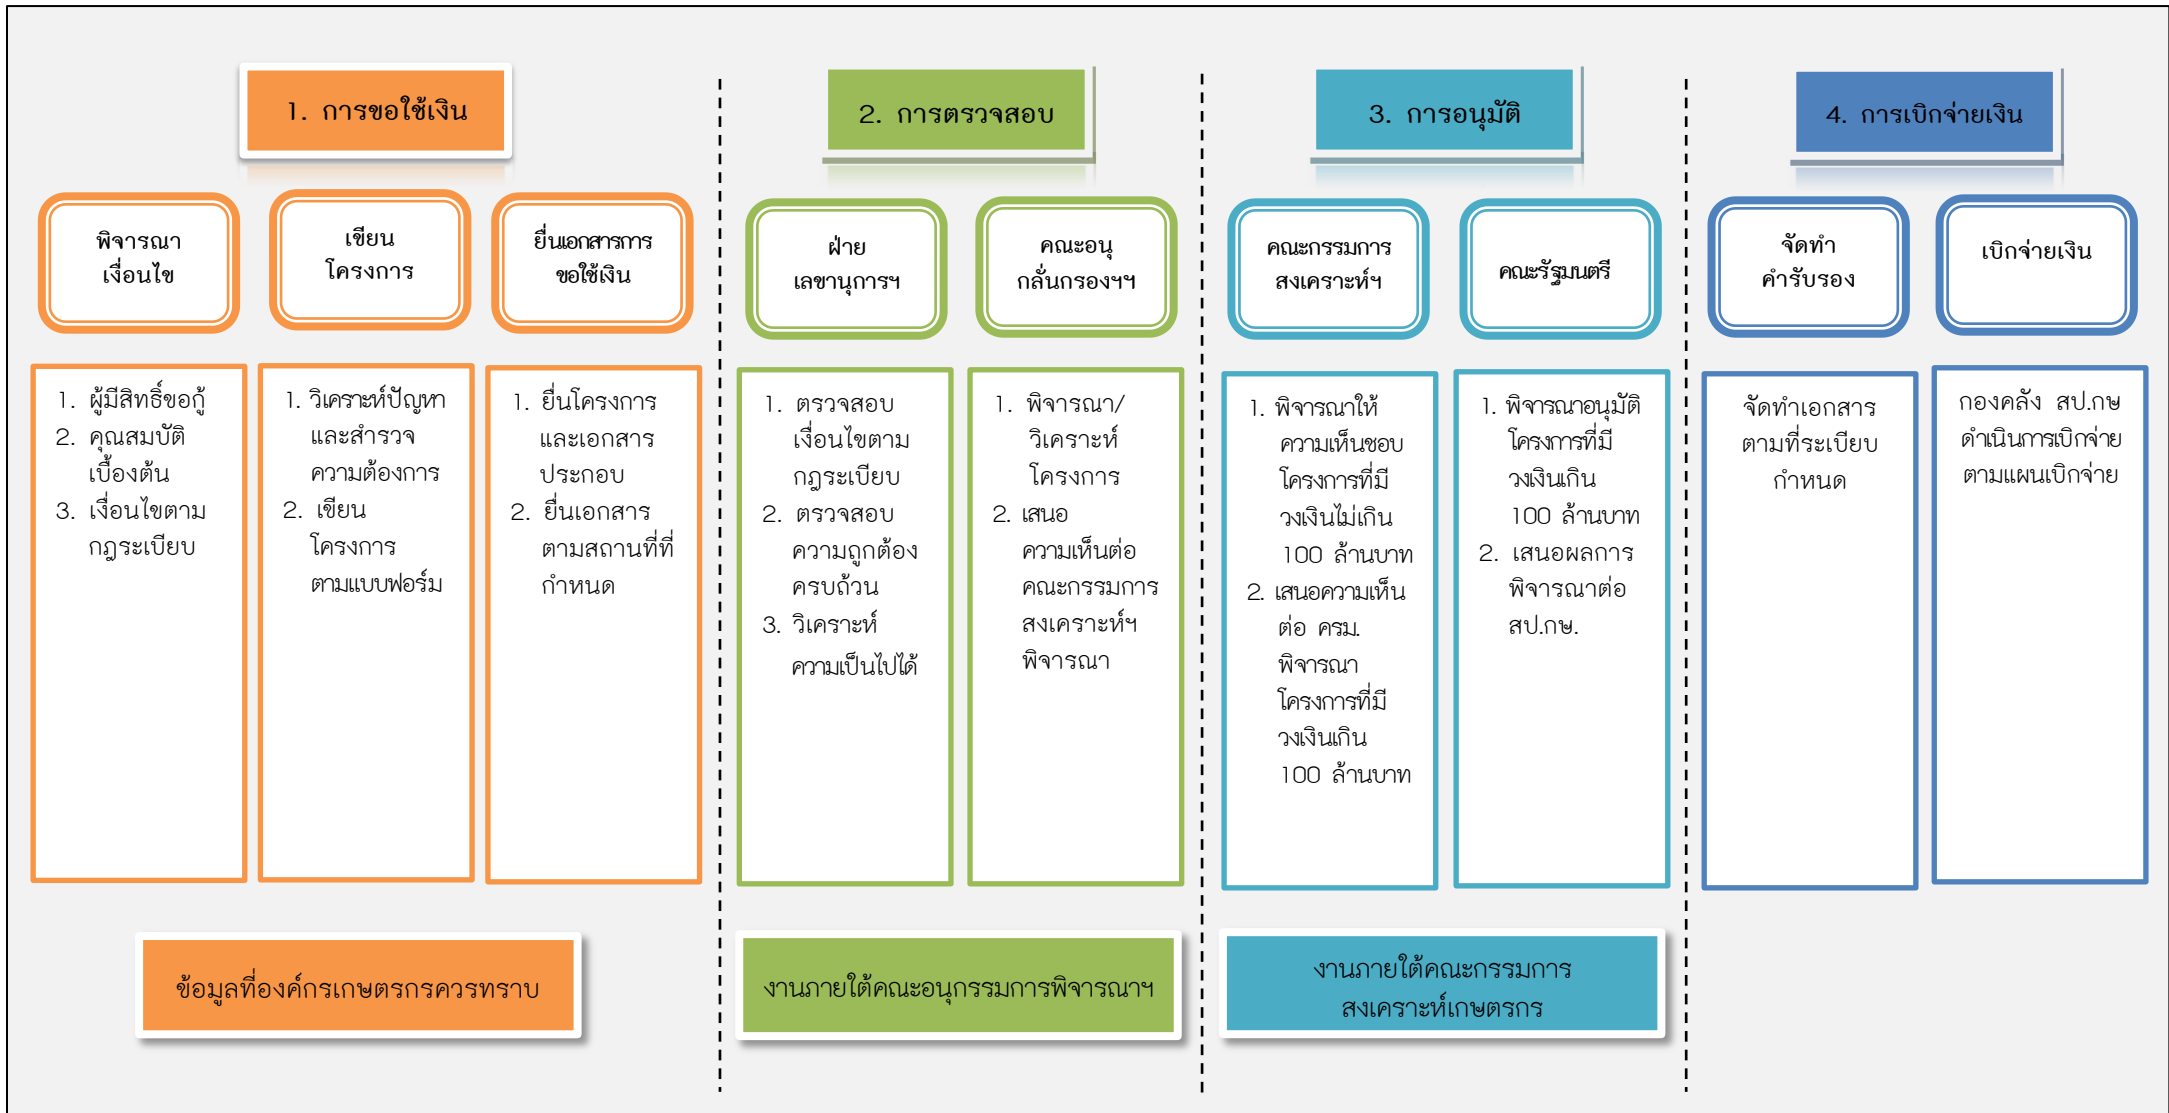 1. การขอใช้เงิน
พิจารณา
เงื่อนไข
เขียน
โครงการ
ยื่นเอกสารการ
ขอใช้เงิน
1. ผู้มีสิทธิ์ขอกู้
2. คุณสมบัติ
เบื้องต้น
3. เงื่อนไขตาม
กฎระเบียบ
1. วิเคราะห์ปัญหา
และสำรวจ
ความต้องการ
2. เขียน
โครงการ
ตามแบบฟอร์ม
1. ยื่นโครงการ
และเอกสาร
ประกอบ
2. ยื่นเอกสาร
ตามสถานที่ที่
กำหนด
ข้อมูลที่องค์กรเกษตรกรควรทราบ
2. การตรวจสอบ
ฝ่าย
เลขานุการฯ
คณะอนุ
กลั่นกรองฯฯ
1. ตรวจสอบ
เงื่อนไขตาม
กฎระเบียบ
2. ตรวจสอบ
ความถูกต้อง
ครบถ้วน
3. วิเคราะห์
ความเป็นไปได้
1. พิจารณา/
วิเคราะห์
โครงการ
2. เสนอ
ความเห็นต่อ
คณะกรรมการ
สงเคราะห์ฯ
พิจารณา
งานภายใต้คณะอนุกรรมการพิจารณาฯ
3. การอนุมัติ
คณะกรรมการ
สงเคราะห์ฯ
คณะรัฐมนตรี
1. พิจารณาให้
ความเห็นชอบ
โครงการที่มี
วงเงินไม่เกิน
100 ล้านบาท
2. เสนอความเห็น
ต่อ ครม.
พิจารณา
โครงการที่มี
วงเงินเกิน
100 ล้านบาท
1. พิจารณาอนุมัติ
โครงการที่มี
วงเงินเกิน
100 ล้านบาท
2. เสนอผลการ
พิจารณาต่อ
สป.กษ.
งานภายใต้คณะกรรมการ
สงเคราะห์เกษตรกร
4. การเบิกจ่ายเงิน
จัดทำ
คำรับรอง
เบิกจ่ายเงิน
จัดทำเอกสาร
ตามที่ระเบียบ
กำหนด
กองคลัง สป.กษ
ดำเนินการเบิกจ่าย
ตามแผนเบิกจ่าย